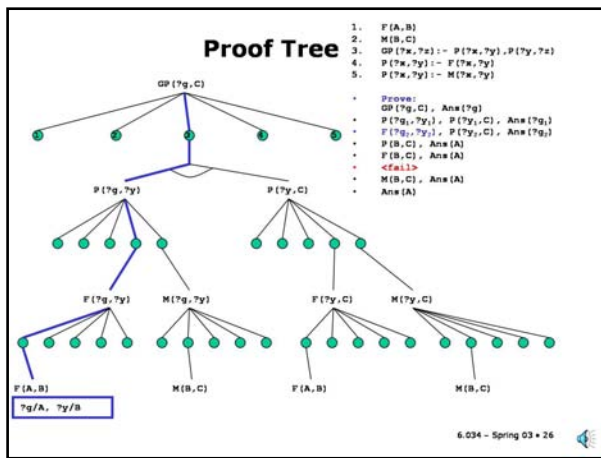 Proof Tree
1. F(A,B)
2. M(B,C)
3. GP(?x,?z):- P(?x,?y),P(?y,?z)
4. P(?x,?y):- F(?x,?y)
5. P(?x,?y):- M(?x,?y)
• Prove:
GP(?g,C), Ans(?g)
• P(?g₁,?y₁), P(?y₁,C), Ans(?g₁)
• F(?g₂,?y₂), P(?y₂,C), Ans(?g₂)
• P(B,C), Ans(A)
• F(B,C), Ans(A)
• <fail>
• M(B,C), Ans(A)
• Ans(A)
GP(?g,C)
1 2 3 4 5
P(?g,?y) P(?y,C)
F(?g,?y) M(?g,?y) F(?y,C) M(?y,C)
F(A,B) M(B,C) F(A,B) M(B,C)
?g/A, ?y/B
6.034 – Spring 03 • 26